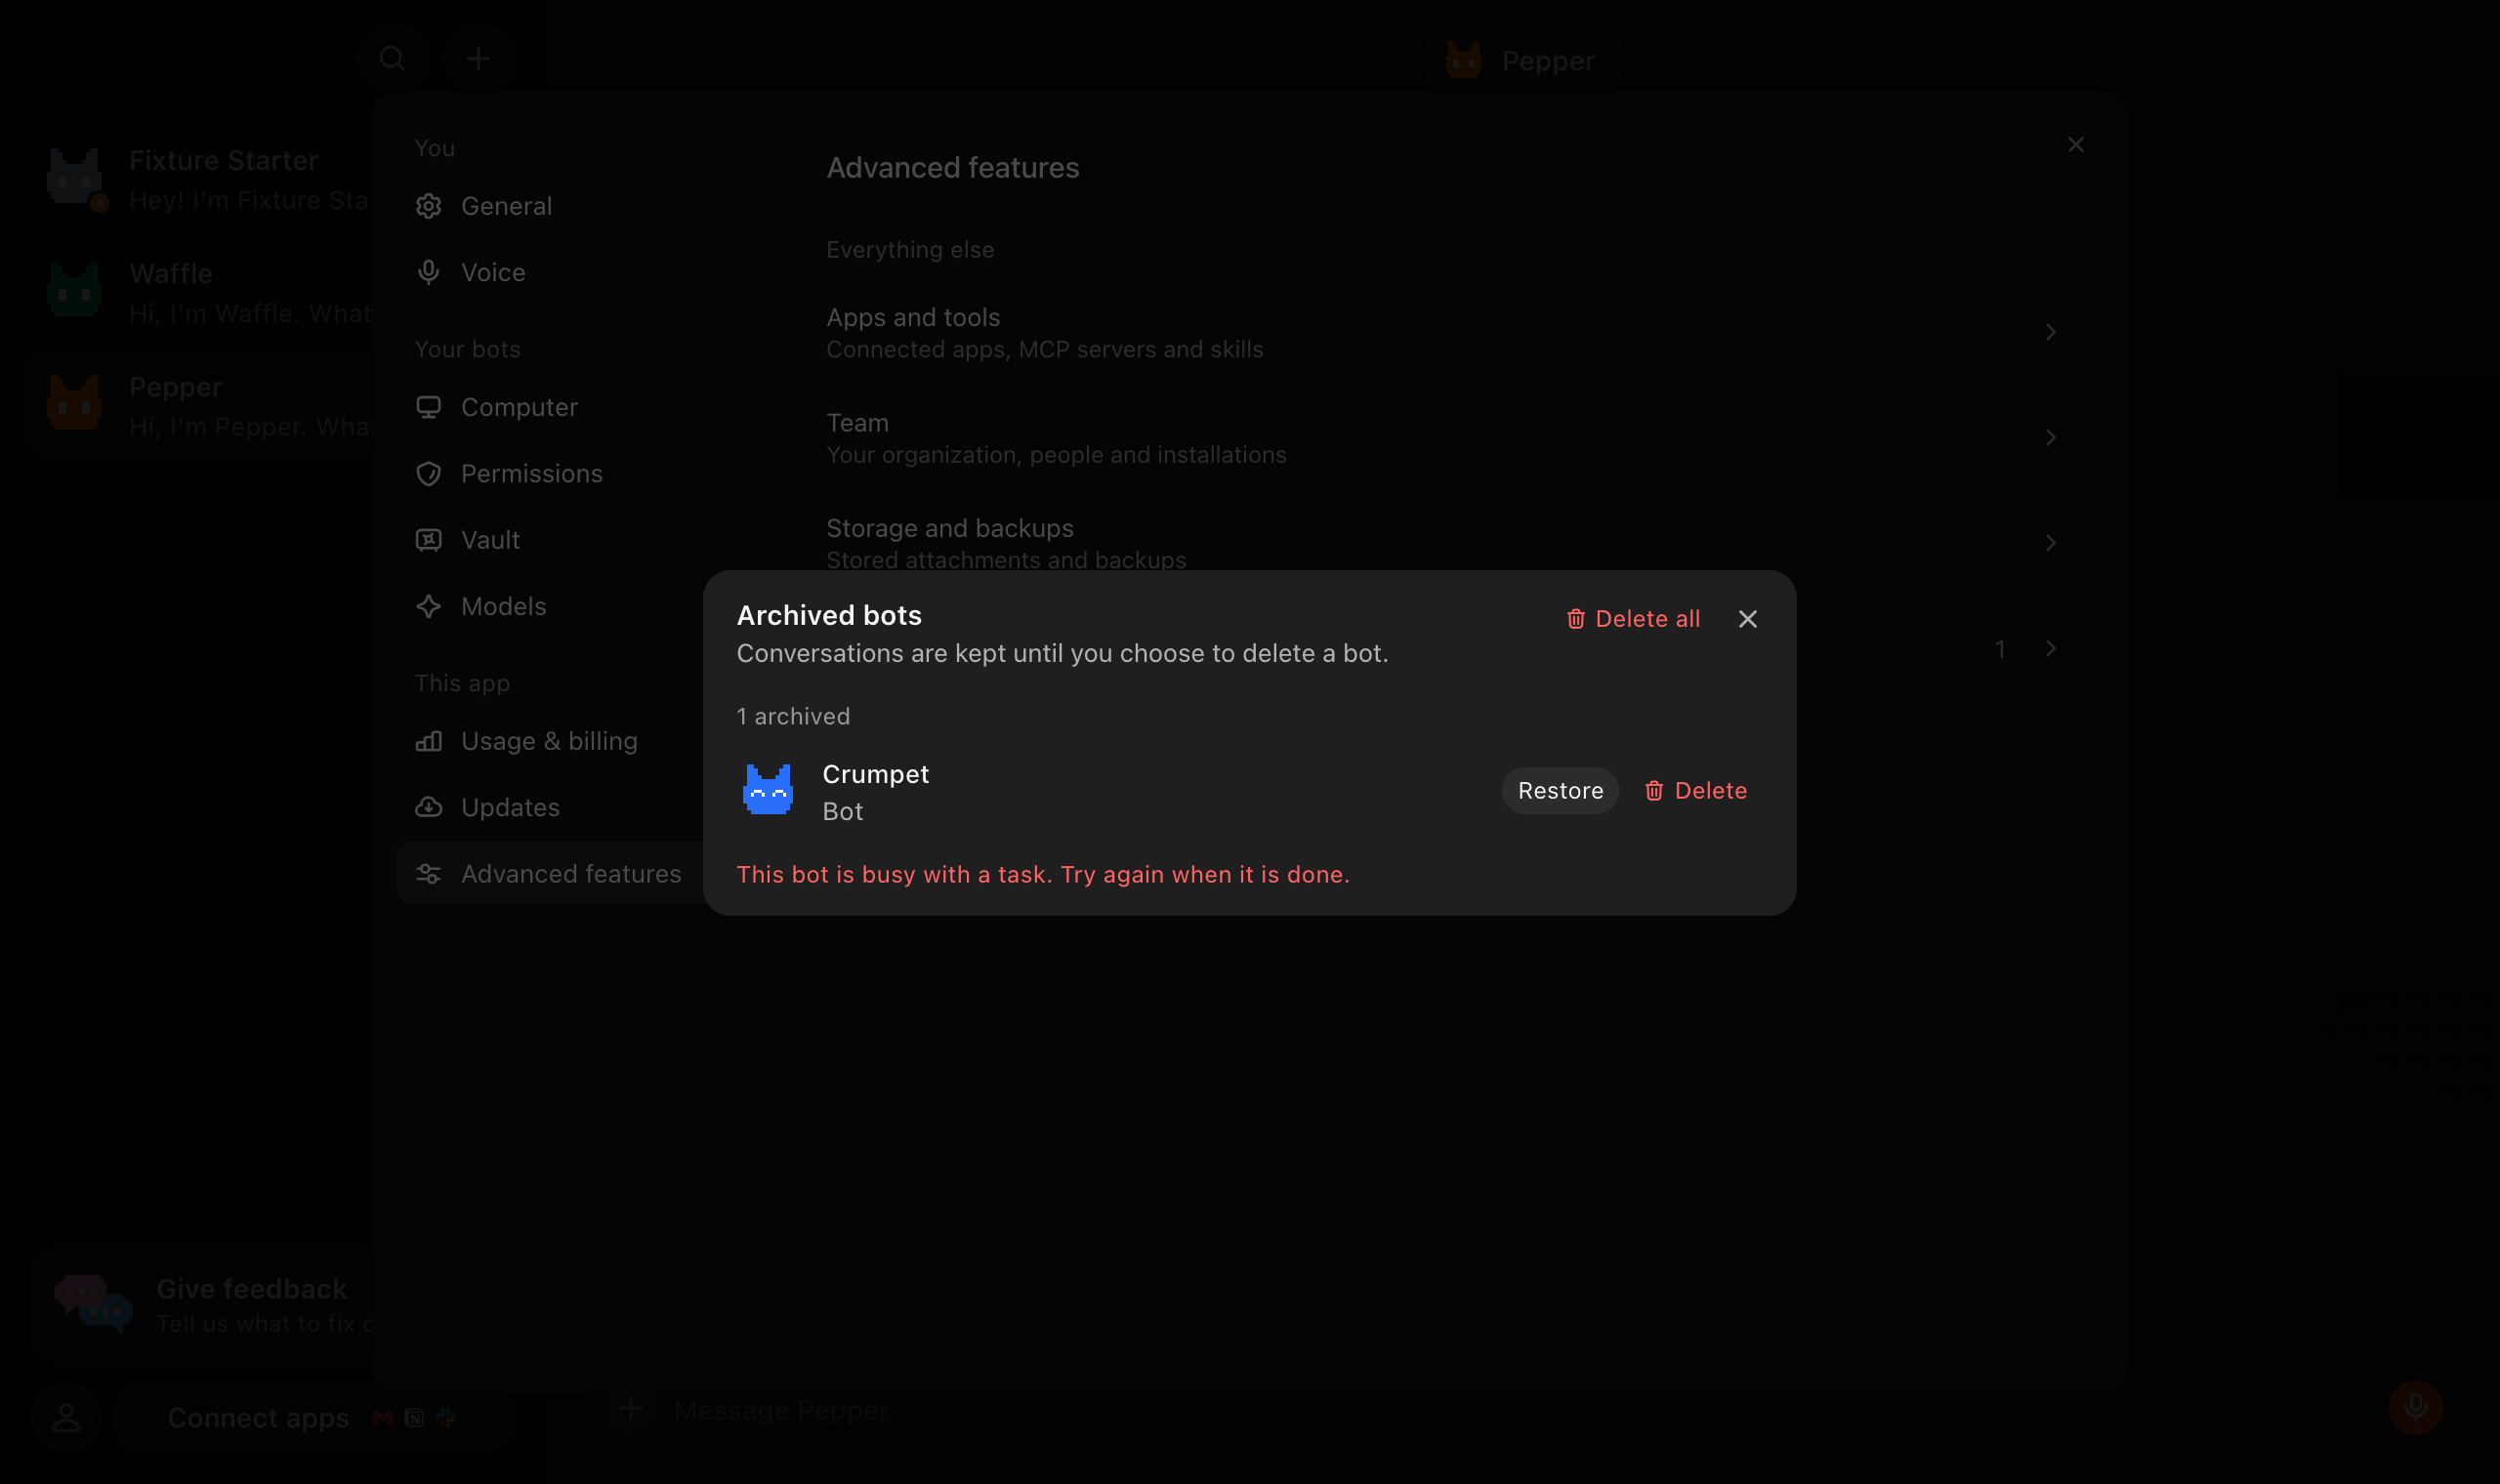 Pepper
Fixture Starter
Hey! I'm Fixture Sta
Waffle
Hi, I'm Waffle. What
Pepper
Hi, I'm Pepper. Wha
You
General
Voice
Your bots
Computer
Permissions
Vault
Models
This app
Usage & billing
Updates
Advanced features
Advanced features
Everything else
Apps and tools
Connected apps, MCP servers and skills
Team
Your organization, people and installations
Storage and backups
Stored attachments and backups
1
Archived bots
Delete all
Conversations are kept until you choose to delete a bot.
1 archived
Crumpet
Bot
Restore
Delete
This bot is busy with a task. Try again when it is done.
Give feedback
Tell us what to fix
Connect apps
Message Pepper